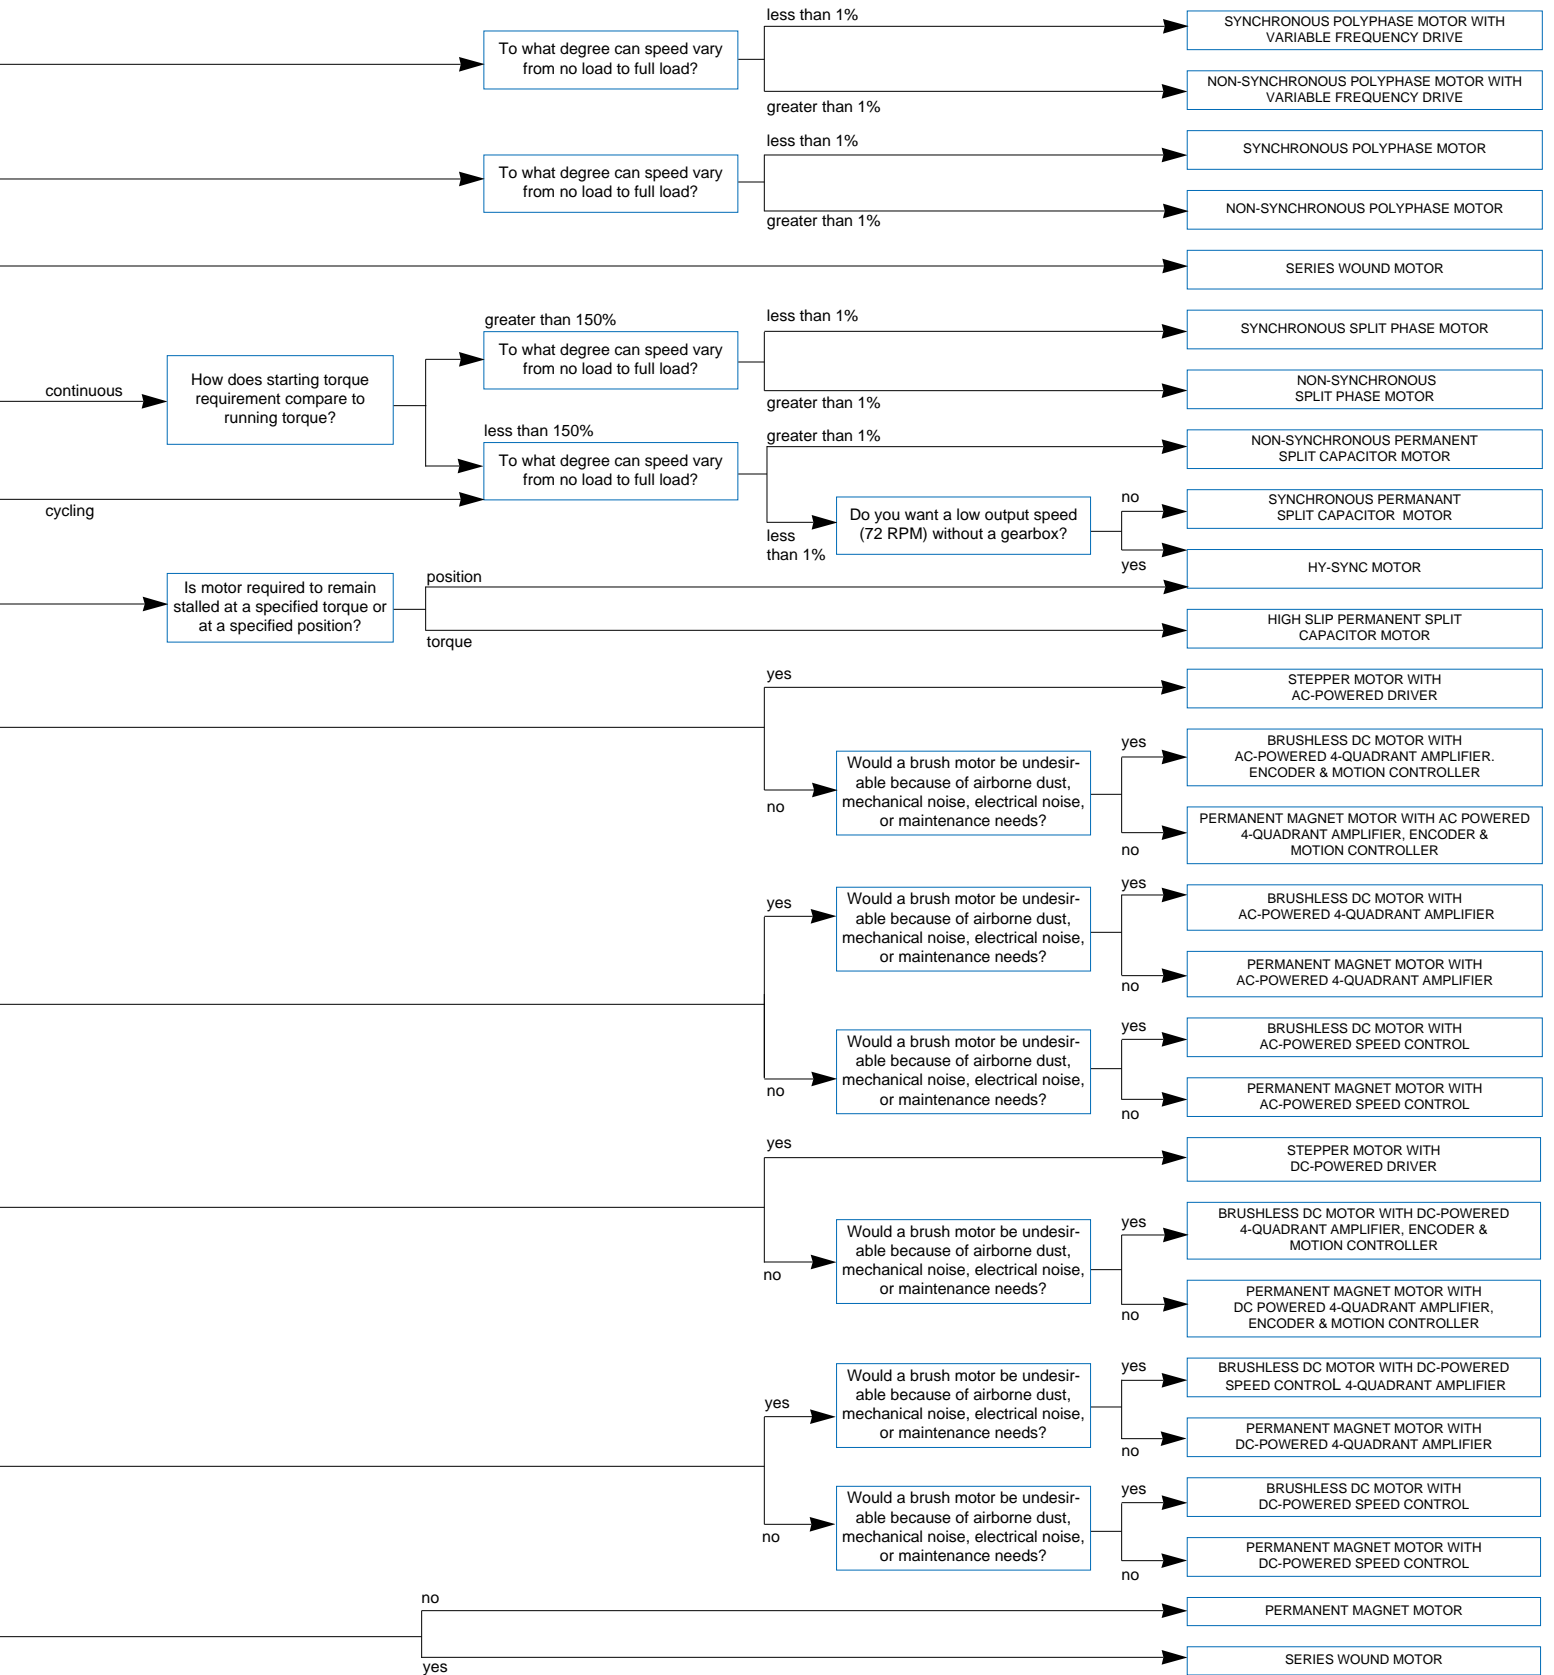 less than 1%
To what degree can speed vary
from no load to full load?
greater than 1%
SYNCHRONOUS POLYPHASE MOTOR WITH
VARIABLE FREQUENCY DRIVE
NON-SYNCHRONOUS POLYPHASE MOTOR WITH
VARIABLE FREQUENCY DRIVE
less than 1%
To what degree can speed vary
from no load to full load?
greater than 1%
SYNCHRONOUS POLYPHASE MOTOR
NON-SYNCHRONOUS POLYPHASE MOTOR
SERIES WOUND MOTOR
continuous
How does starting torque
requirement compare to
running torque?
greater than 150%
To what degree can speed vary
from no load to full load?
less than 1%
greater than 1%
SYNCHRONOUS SPLIT PHASE MOTOR
NON-SYNCHRONOUS
SPLIT PHASE MOTOR
less than 150%
To what degree can speed vary
from no load to full load?
cycling
greater than 1%
NON-SYNCHRONOUS PERMANENT
SPLIT CAPACITOR MOTOR
less
than 1%
Do you want a low output speed
(72 RPM) without a gearbox?
no
yes
SYNCHRONOUS PERMANANT
SPLIT CAPACITOR MOTOR
HY-SYNC MOTOR
Is motor required to remain
stalled at a specified torque or
at a specified position?
position
torque
HIGH SLIP PERMANENT SPLIT
CAPACITOR MOTOR
yes
STEPPER MOTOR WITH
AC-POWERED DRIVER
no
Would a brush motor be undesir-
able because of airborne dust,
mechanical noise, electrical noise,
or maintenance needs?
yes
no
BRUSHLESS DC MOTOR WITH
AC-POWERED 4-QUADRANT AMPLIFIER.
ENCODER & MOTION CONTROLLER
PERMANENT MAGNET MOTOR WITH AC POWERED
4-QUADRANT AMPLIFIER, ENCODER &
MOTION CONTROLLER
yes
Would a brush motor be undesir-
able because of airborne dust,
mechanical noise, electrical noise,
or maintenance needs?
yes
no
BRUSHLESS DC MOTOR WITH
AC-POWERED 4-QUADRANT AMPLIFIER
PERMANENT MAGNET MOTOR WITH
AC-POWERED 4-QUADRANT AMPLIFIER
no
Would a brush motor be undesir-
able because of airborne dust,
mechanical noise, electrical noise,
or maintenance needs?
yes
no
BRUSHLESS DC MOTOR WITH
AC-POWERED SPEED CONTROL
PERMANENT MAGNET MOTOR WITH
AC-POWERED SPEED CONTROL
yes
STEPPER MOTOR WITH
DC-POWERED DRIVER
no
Would a brush motor be undesir-
able because of airborne dust,
mechanical noise, electrical noise,
or maintenance needs?
yes
no
BRUSHLESS DC MOTOR WITH DC-POWERED
4-QUADRANT AMPLIFIER, ENCODER &
MOTION CONTROLLER
PERMANENT MAGNET MOTOR WITH
DC POWERED 4-QUADRANT AMPLIFIER,
ENCODER & MOTION CONTROLLER
yes
Would a brush motor be undesir-
able because of airborne dust,
mechanical noise, electrical noise,
or maintenance needs?
yes
no
BRUSHLESS DC MOTOR WITH DC-POWERED
SPEED CONTROL 4-QUADRANT AMPLIFIER
PERMANENT MAGNET MOTOR WITH
DC-POWERED 4-QUADRANT AMPLIFIER
no
Would a brush motor be undesir-
able because of airborne dust,
mechanical noise, electrical noise,
or maintenance needs?
yes
no
BRUSHLESS DC MOTOR WITH
DC-POWERED SPEED CONTROL
PERMANENT MAGNET MOTOR WITH
DC-POWERED SPEED CONTROL
no
PERMANENT MAGNET MOTOR
yes
SERIES WOUND MOTOR